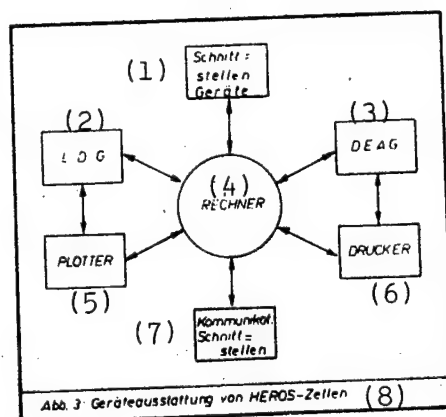 (1)
Schnitt=
stellen
Geräte
(2)
LDG
(3)
DEAG
(4)
RECHNER
PLOTTER
(5)
DRUCKER
(6)
(7)
Kommunikat.
Schnitt=
stellen
Abb. 3: Geräteausstattung von HEROS-Zellen (8)